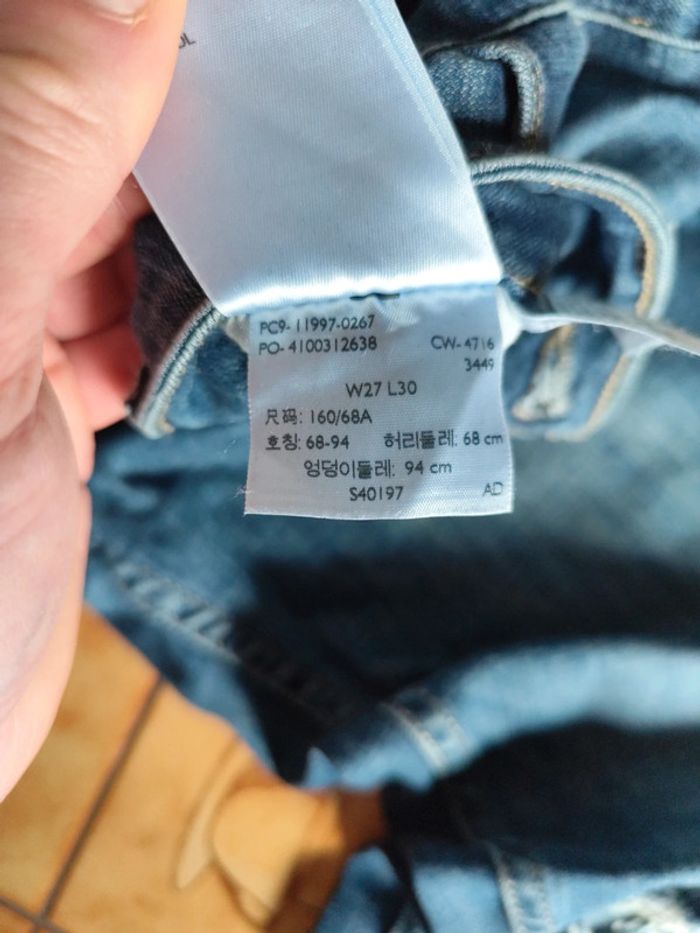 PC9- 11997-0267
PO- 4100312638 CW- 4716
3449
W27 L30
尺码: 160/68A
호칭: 68-94 허리둘레: 68 cm
엉덩이둘레: 94 cm
S40197 AD